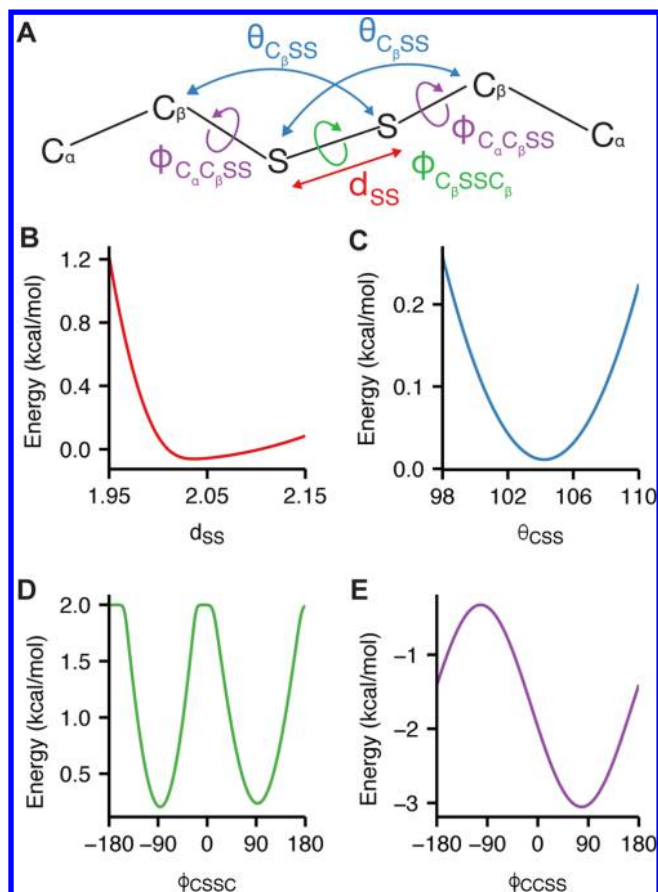 A
θCβSS θCβSS
Cα Cβ S S Cβ Cα
ΦCαCβSS ΦCαCβSS
dSS ΦCβSSCβ
B
Energy (kcal/mol)
1.2
0.8
0.4
0.0
1.95 2.05 2.15
dSS
C
Energy (kcal/mol)
0.2
0.1
0.0
98 102 106 110
θCSS
D
Energy (kcal/mol)
2.0
1.5
1.0
0.5
−180 −90 0 90 180
ϕCSSC
E
Energy (kcal/mol)
−1
−2
−3
−180 −90 0 90 180
ϕCCSS